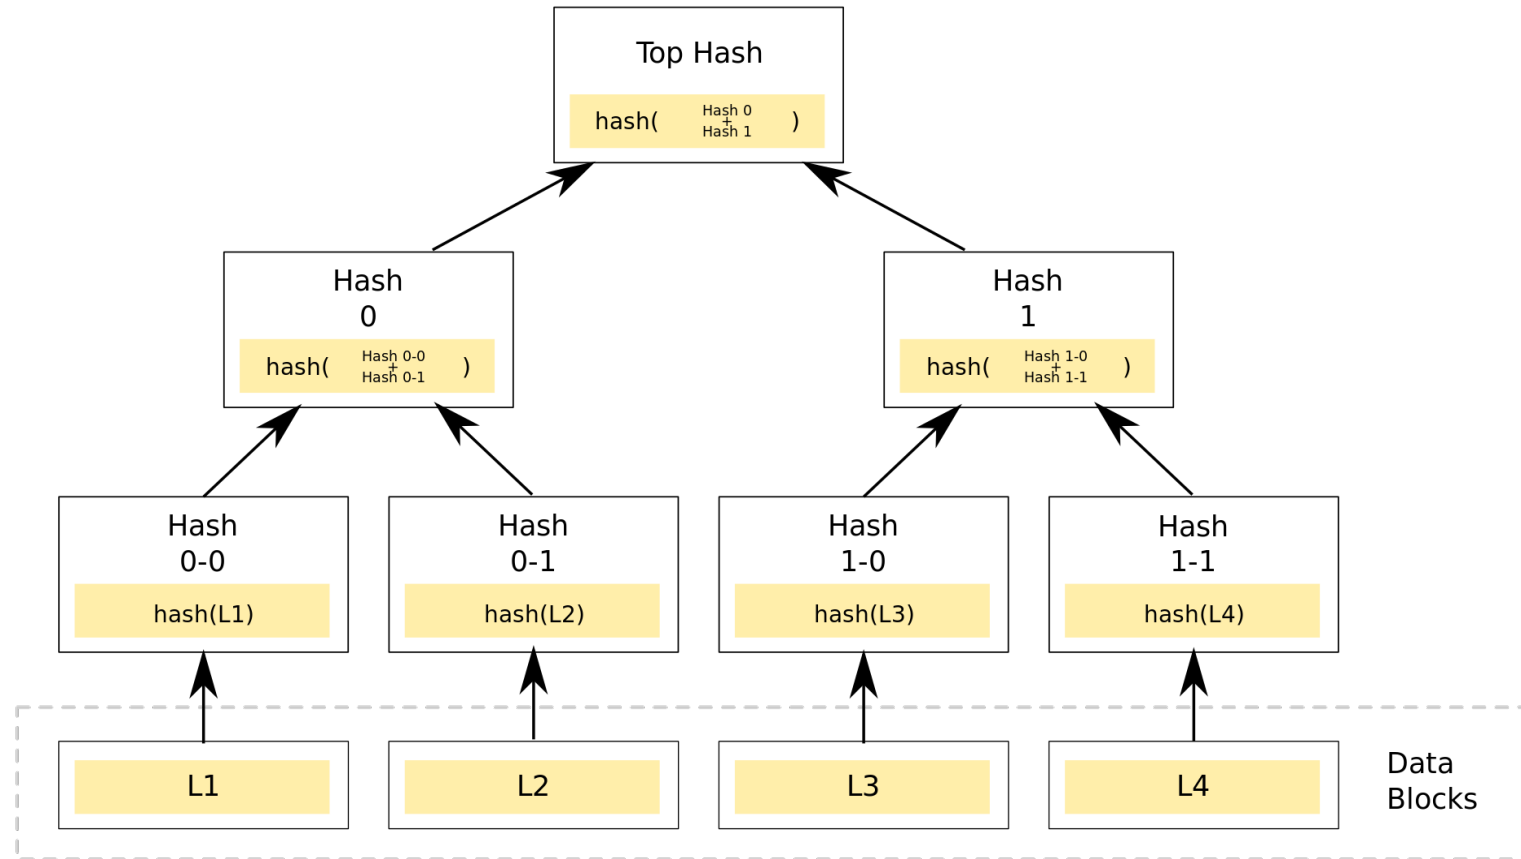 Top Hash
hash( Hash 0 + Hash 1 )
Hash
0
hash( Hash 0-0 + Hash 0-1 )
Hash
1
hash( Hash 1-0 + Hash 1-1 )
Hash
0-0
hash(L1)
Hash
0-1
hash(L2)
Hash
1-0
hash(L3)
Hash
1-1
hash(L4)
L1
L2
L3
L4
Data
Blocks